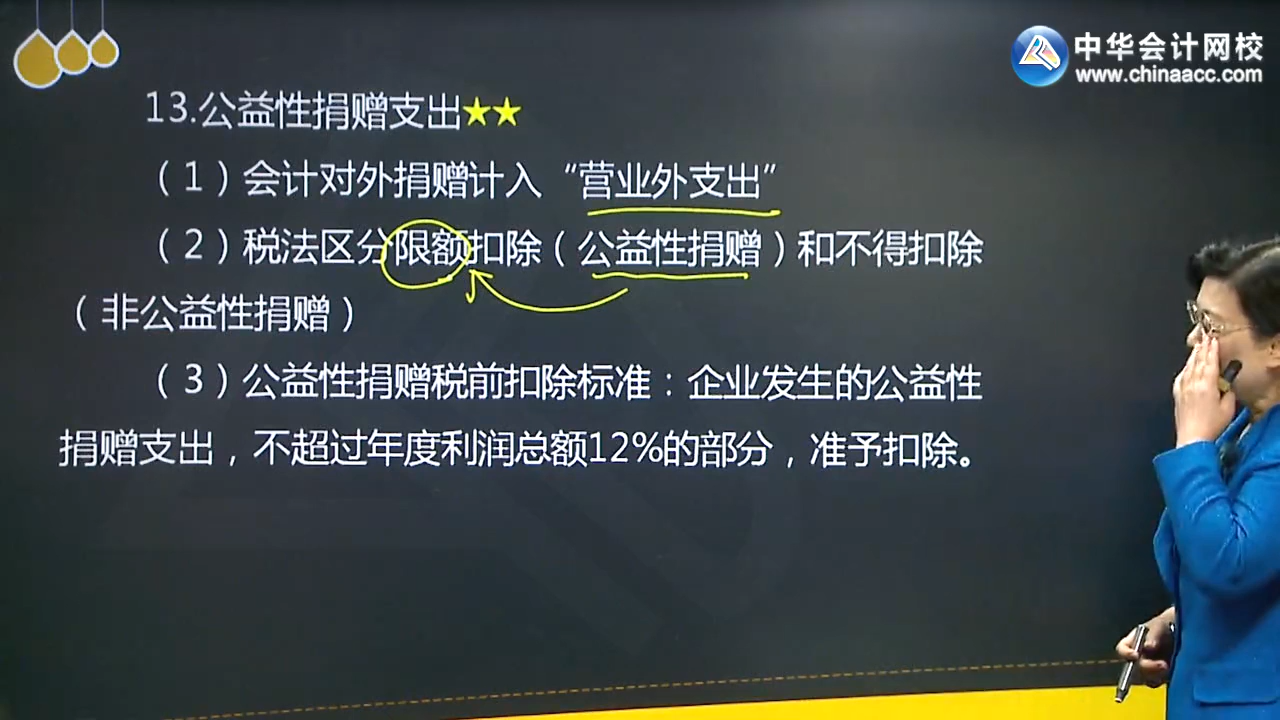 中华会计网校
www.chinaacc.com
13.公益性捐赠支出★★
（1）会计对外捐赠计入“营业外支出”
（2）税法区分限额扣除（公益性捐赠）和不得扣除
（非公益性捐赠）
（3）公益性捐赠税前扣除标准：企业发生的公益性
捐赠支出，不超过年度利润总额12%的部分，准予扣除。